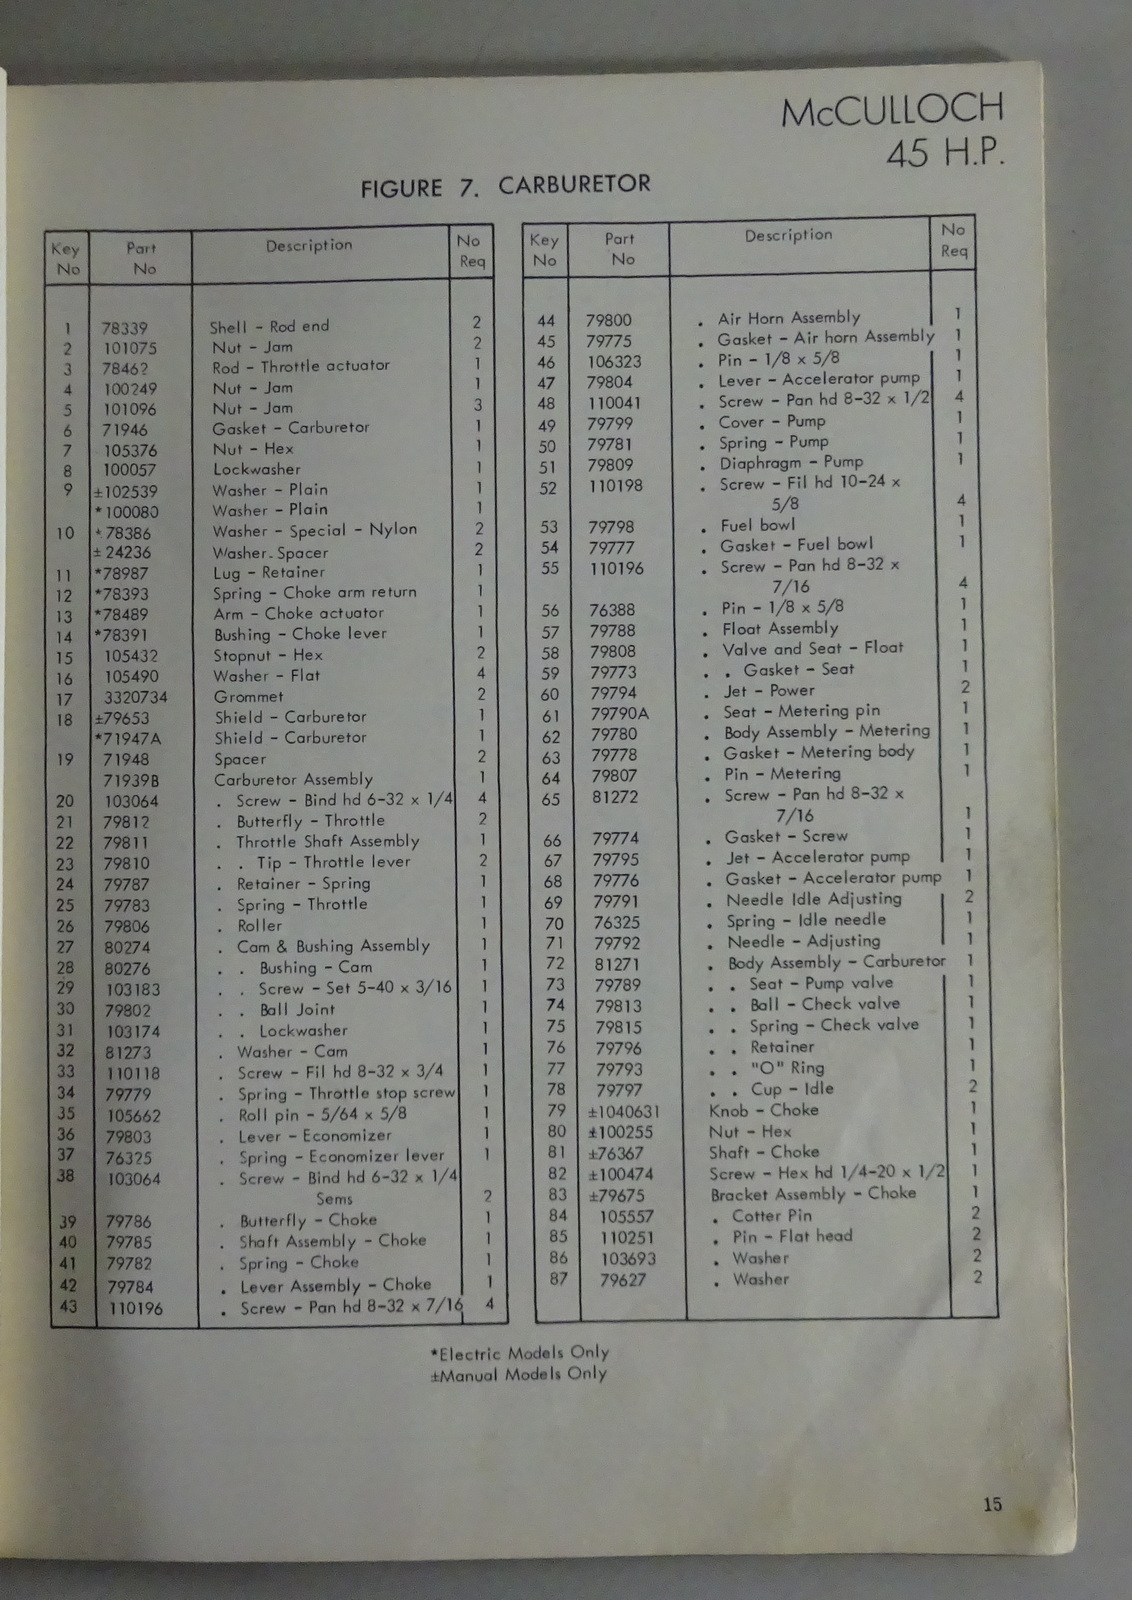 McCULLOCH
45 H.P.
FIGURE 7. CARBURETOR
Key No | Part No | Description | No Req
1 78339 Shell - Rod end 2
2 101075 Nut - Jam 2
3 78462 Rod - Throttle actuator 1
4 100249 Nut - Jam 1
5 101096 Nut - Jam 3
6 71946 Gasket - Carburetor 1
7 105376 Nut - Hex 1
8 100057 Lockwasher 1
9 ±102539 Washer - Plain 1
*100080 Washer - Plain 1
10 *78386 Washer - Special - Nylon 2
±24236 Washer - Spacer 2
11 *78987 Lug - Retainer 1
12 *78393 Spring - Choke arm return 1
13 *78489 Arm - Choke actuator 1
14 *78391 Bushing - Choke lever 1
15 105432 Stopnut - Hex 2
16 105490 Washer - Flat 4
17 3320734 Grommet 2
18 ±79653 Shield - Carburetor 1
*71947A Shield - Carburetor 1
19 71948 Spacer 2
71939B Carburetor Assembly 1
20 103064 . Screw - Bind hd 6-32 x 1/4 4
21 79812 . Butterfly - Throttle 2
22 79811 . Throttle Shaft Assembly 1
23 79810 . . Tip - Throttle lever 2
24 79787 . Retainer - Spring 1
25 79783 . Spring - Throttle 1
26 79806 . Roller 1
27 80274 . Cam & Bushing Assembly 1
28 80276 . . Bushing - Cam 1
29 103183 . . Screw - Set 5-40 x 3/16 1
30 79802 . . Ball Joint 1
31 103174 . . Lockwasher 1
32 81273 . Washer - Cam 1
33 110118 . Screw - Fil hd 8-32 x 3/4 1
34 79779 . Spring - Throttle stop screw 1
35 105662 . Roll pin - 5/64 x 5/8 1
36 79803 . Lever - Economizer 1
37 76325 . Spring - Economizer lever 1
38 103064 . Screw - Bind hd 6-32 x 1/4
Sems 2
39 79786 . Butterfly - Choke 1
40 79785 . Shaft Assembly - Choke 1
41 79782 . Spring - Choke 1
42 79784 . Lever Assembly - Choke 1
43 110196 . Screw - Pan hd 8-32 x 7/16 4
Key No | Part No | Description | No Req
44 79800 . Air Horn Assembly 1
45 79775 . Gasket - Air horn Assembly 1
46 106323 . Pin - 1/8 x 5/8 1
47 79804 . Lever - Accelerator pump 1
48 110041 . Screw - Pan hd 8-32 x 1/2 4
49 79799 . Cover - Pump 1
50 79781 . Spring - Pump 1
51 79809 . Diaphragm - Pump 1
52 110198 . Screw - Fil hd 10-24 x
5/8 4
53 79798 . Fuel bowl 1
54 79777 . Gasket - Fuel bowl 1
55 110196 . Screw - Pan hd 8-32 x
7/16 4
56 76388 . Pin - 1/8 x 5/8 1
57 79788 . Float Assembly 1
58 79808 . Valve and Seat - Float 1
59 79773 . . Gasket - Seat 1
60 79794 . Jet - Power 2
61 79790A . Seat - Metering pin 1
62 79780 . Body Assembly - Metering 1
63 79778 . Gasket - Metering body 1
64 79807 . Pin - Metering 1
65 81272 . Screw - Pan hd 8-32 x
7/16 1
66 79774 . Gasket - Screw 1
67 79795 . Jet - Accelerator pump 1
68 79776 . Gasket - Accelerator pump 1
69 79791 . Needle Idle Adjusting 2
70 76325 . Spring - Idle needle 1
71 79792 . Needle - Adjusting 1
72 81271 . Body Assembly - Carburetor 1
73 79789 . . Seat - Pump valve 1
74 79813 . . Ball - Check valve 1
75 79815 . . Spring - Check valve 1
76 79796 . . Retainer 1
77 79793 . . "O" Ring 1
78 79797 . . Cup - Idle 2
79 ±1040631 Knob - Choke 1
80 ±100255 Nut - Hex 1
81 ±76367 Shaft - Choke 1
82 ±100474 Screw - Hex hd 1/4-20 x 1/2 1
83 ±79675 Bracket Assembly - Choke 1
84 105557 . Cotter Pin 2
85 110251 . Pin - Flat head 2
86 103693 . Washer 2
87 79627 . Washer 2
*Electric Models Only
±Manual Models Only
15